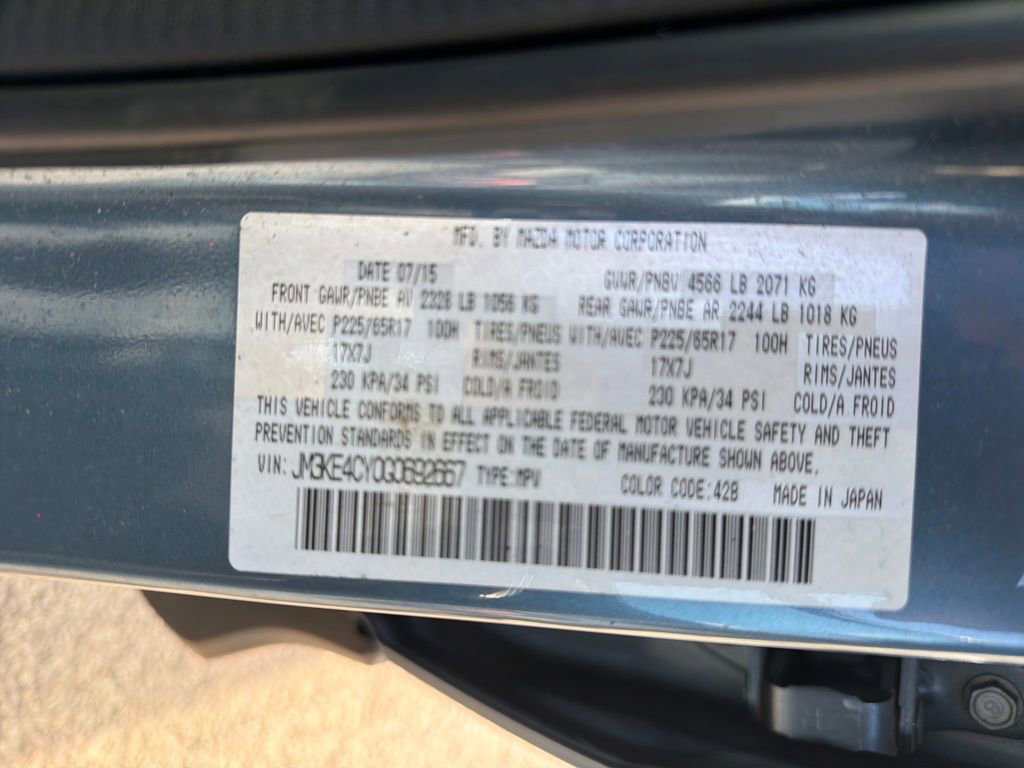 MFD. BY MAZDA MOTOR CORPORATION
DATE 07/15 GVWR/PNBV 4566 LB 2071 KG
FRONT GAWR/PNBE AV 2328 LB 1056 KG REAR GAWR/PNBE AR 2244 LB 1018 KG
WITH/AVEC P225/65R17 100H TIRES/PNEUS WITH/AVEC P225/65R17 100H TIRES/PNEUS
17X7J RIMS/JANTES 17X7J RIMS/JANTES
230 KPA/34 PSI COLD/A FROID 230 KPA/34 PSI COLD/A FROID
THIS VEHICLE CONFORMS TO ALL APPLICABLE FEDERAL MOTOR VEHICLE SAFETY AND THEFT
PREVENTION STANDARDS IN EFFECT ON THE DATE OF MANUFACTURE SHOWN ABOVE.
VIN: JM3KE4CY0G0692667 TYPE:MPV COLOR CODE:42B MADE IN JAPAN